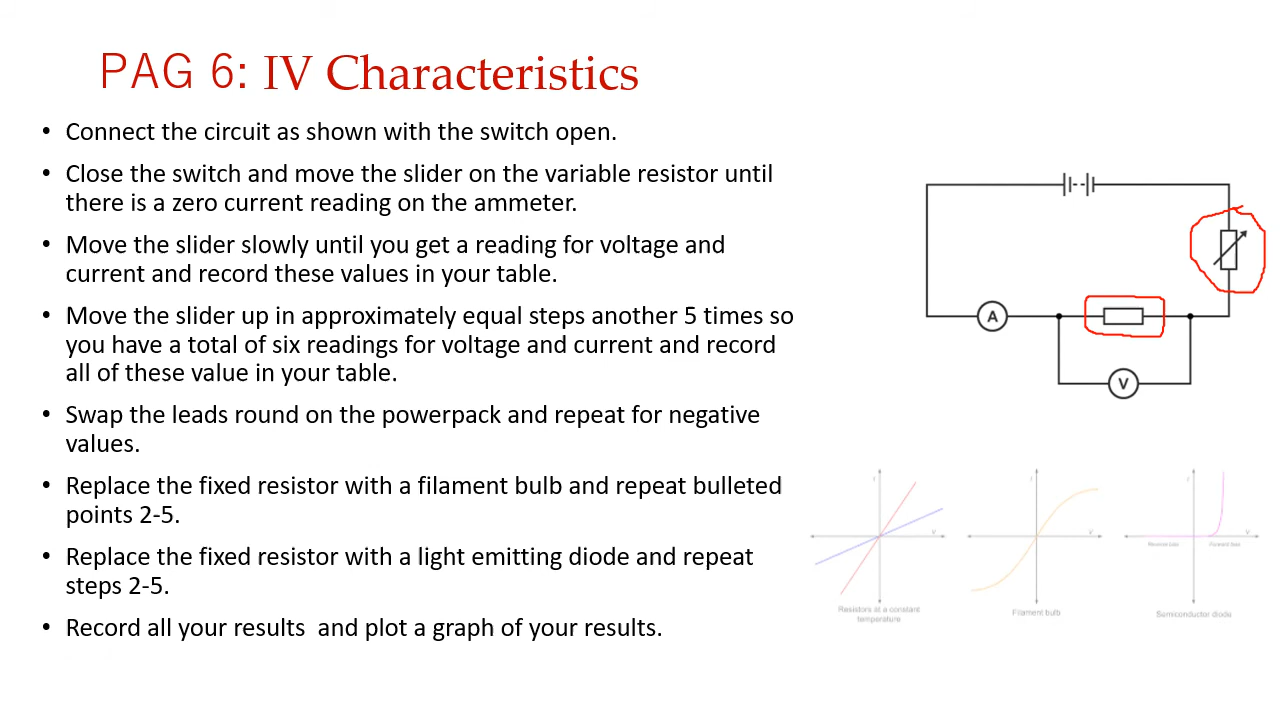 PAG 6: IV Characteristics
• Connect the circuit as shown with the switch open.
• Close the switch and move the slider on the variable resistor until
there is a zero current reading on the ammeter.
• Move the slider slowly until you get a reading for voltage and
current and record these values in your table.
• Move the slider up in approximately equal steps another 5 times so
you have a total of six readings for voltage and current and record
all of these value in your table.
• Swap the leads round on the powerpack and repeat for negative
values.
• Replace the fixed resistor with a filament bulb and repeat bulleted
points 2-5.
• Replace the fixed resistor with a light emitting diode and repeat
steps 2-5.
• Record all your results  and plot a graph of your results.
A
V
I
V
Resistors at a constant
temperature
I
V
Filament bulb
I
V
Reverse bias
Forward bias
Semiconductor diode